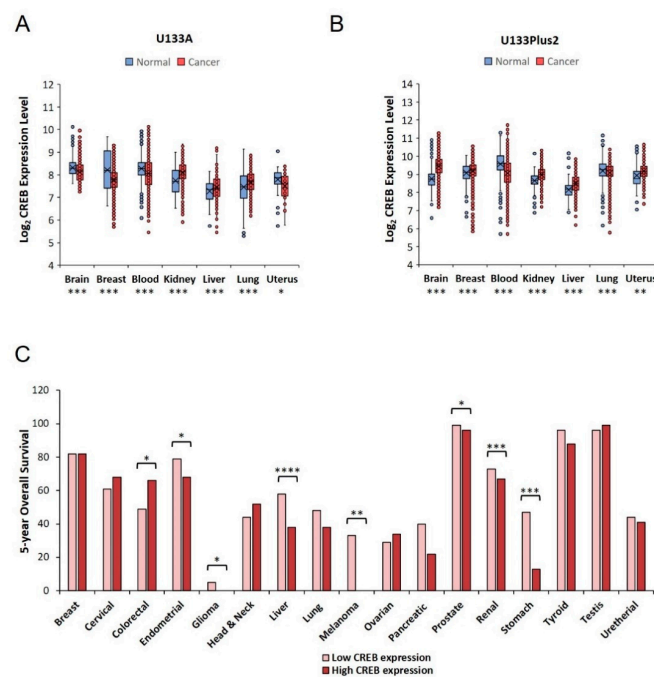 A
U133A
Normal Cancer
Log2 CREB Expression Level
12
11
10
9
8
7
6
5
4
Brain Breast Blood Kidney Liver Lung Uterus
*** *** *** *** *** *** *
B
U133Plus2
Normal Cancer
Log2 CREB Expression Level
14
13
12
11
10
9
8
7
6
5
4
Brain Breast Blood Kidney Liver Lung Uterus
*** *** *** *** *** *** **
C
5-year Overall Survival
120
100
80
60
40
20
0
* * * **** ** * *** ***
Breast
Cervical
Colorectal
Endometrial
Glioma
Head & Neck
Liver
Lung
Melanoma
Ovarian
Pancreatic
Prostate
Renal
Stomach
Tyroid
Testis
Uretherial
Low CREB expression
High CREB expression